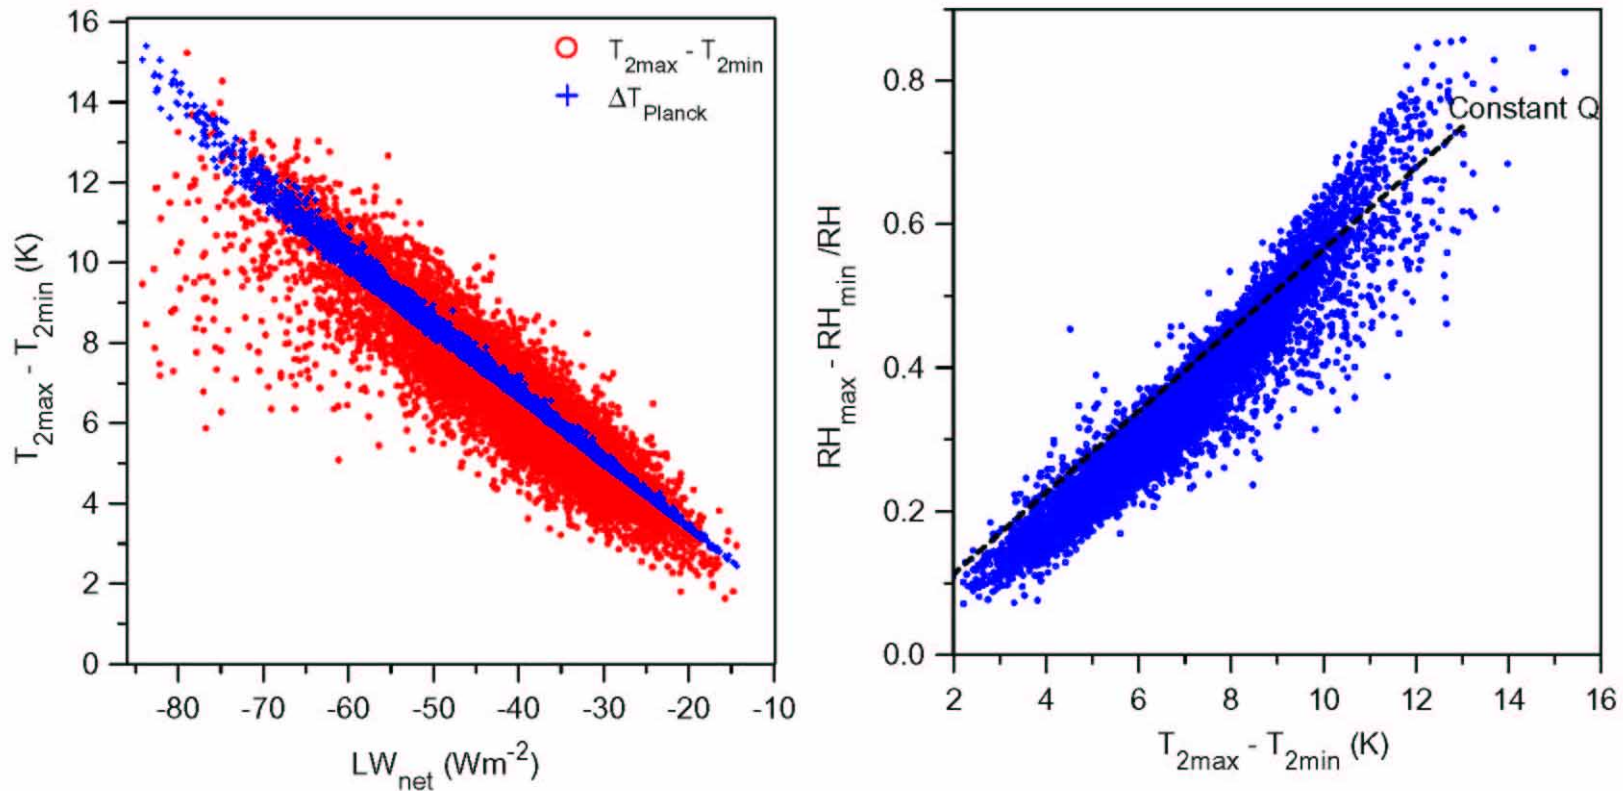 16
14
12
10
8
6
4
2
0
T2max - T2min (K)
T2max - T2min
ΔTPlanck
-80 -70 -60 -50 -40 -30 -20 -10
LWnet (Wm-2)
0.8
0.6
0.4
0.2
0.0
RHmax - RHmin /RH
Constant Q
2 4 6 8 10 12 14 16
T2max - T2min (K)